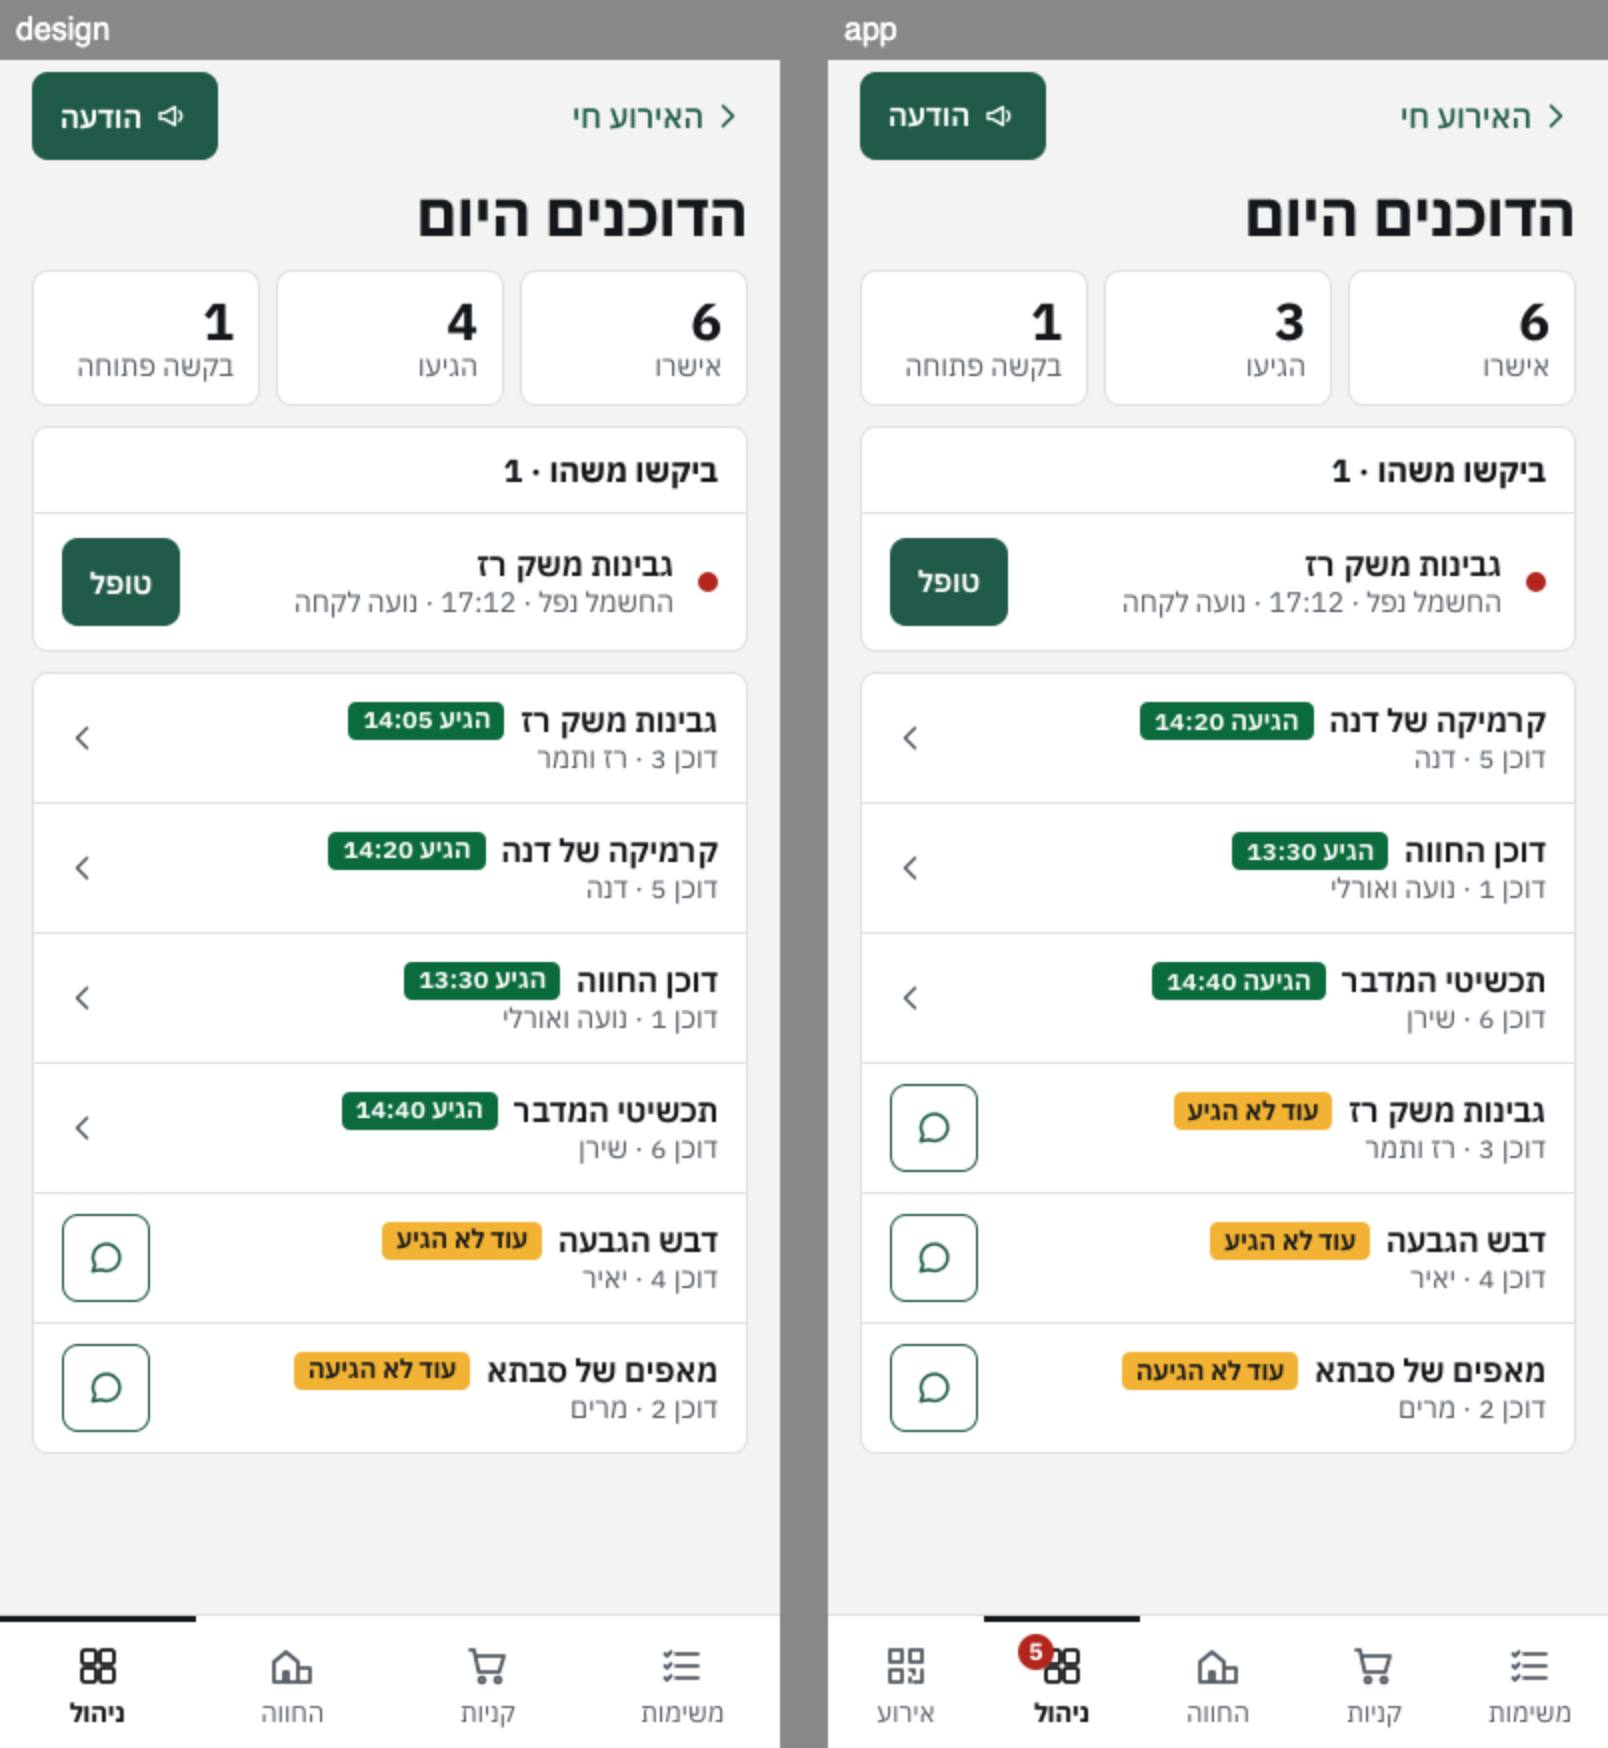 design
האירוע חי
הודעה
הדוכנים היום
6
אישרו
4
הגיעו
1
בקשה פתוחה
ביקשו משהו · 1
גבינות משק רז
החשמל נפל · 17:12 · נועה לקחה
טופל
גבינות משק רז הגיע 14:05
דוכן 3 · רז ותמר
קרמיקה של דנה הגיע 14:20
דוכן 5 · דנה
דוכן החווה הגיע 13:30
דוכן 1 · נועה ואורלי
תכשיטי המדבר הגיע 14:40
דוכן 6 · שירן
דבש הגבעה עוד לא הגיע
דוכן 4 · יאיר
מאפים של סבתא עוד לא הגיעה
דוכן 2 · מרים
משימות
קניות
החווה
ניהול
app
האירוע חי
הודעה
הדוכנים היום
6
אישרו
3
הגיעו
1
בקשה פתוחה
ביקשו משהו · 1
גבינות משק רז
החשמל נפל · 17:12 · נועה לקחה
טופל
קרמיקה של דנה הגיעה 14:20
דוכן 5 · דנה
דוכן החווה הגיע 13:30
דוכן 1 · נועה ואורלי
תכשיטי המדבר הגיעה 14:40
דוכן 6 · שירן
גבינות משק רז עוד לא הגיע
דוכן 3 · רז ותמר
דבש הגבעה עוד לא הגיע
דוכן 4 · יאיר
מאפים של סבתא עוד לא הגיעה
דוכן 2 · מרים
משימות
קניות
החווה
5
ניהול
אירוע